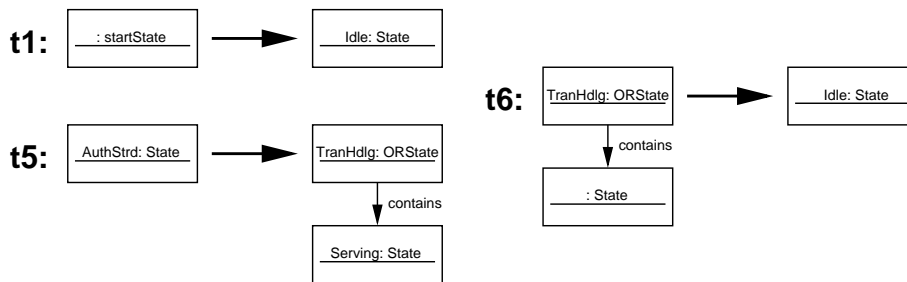 t1:
: startState
Idle: State
t5:
AuthStrd: State
TranHdlg: ORState
contains
Serving: State
t6:
TranHdlg: ORState
Idle: State
contains
: State